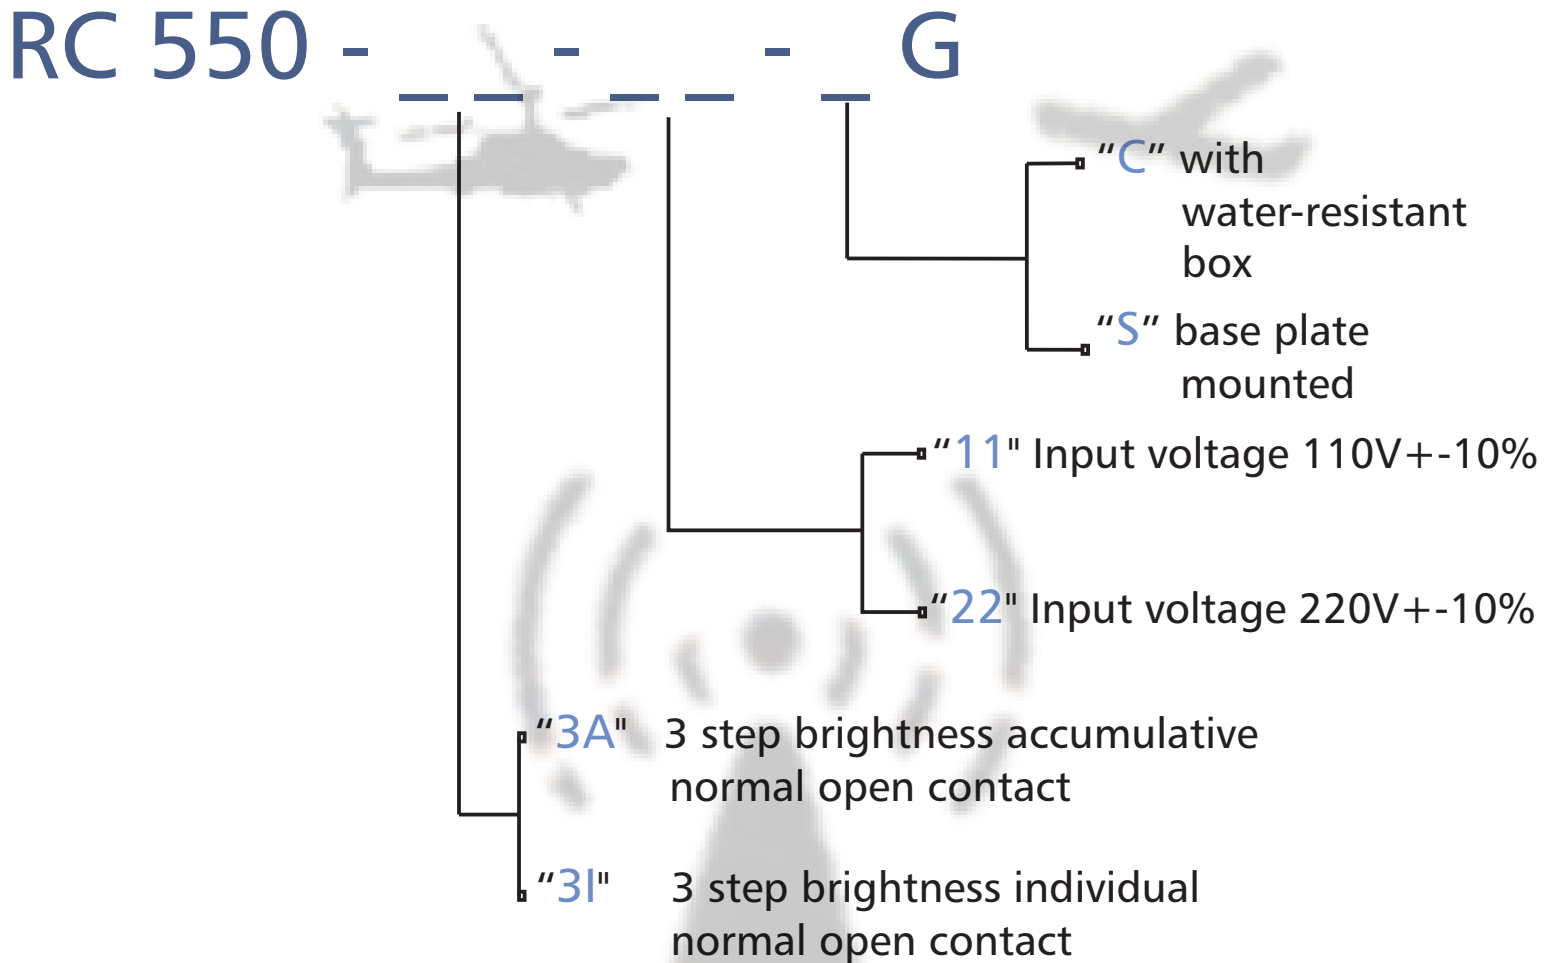 RC 550 - _ _ - _ _ - _ G
“C” with
water-resistant
box
“S” base plate
mounted
“11" Input voltage 110V+-10%
“22" Input voltage 220V+-10%
“3A" 3 step brightness accumulative
normal open contact
“3I" 3 step brightness individual
normal open contact